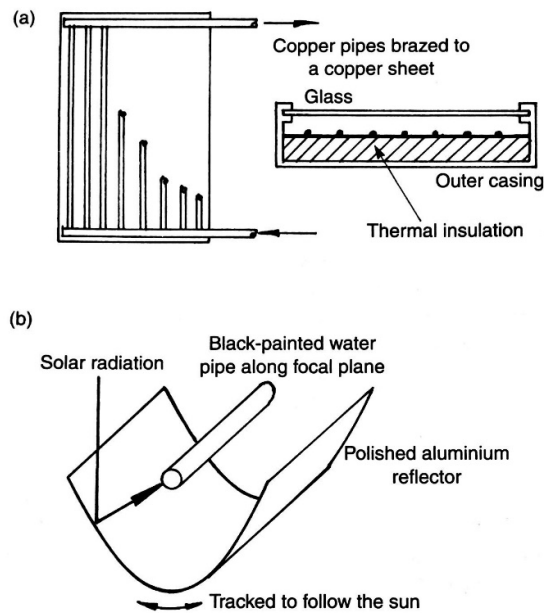 (a)
Copper pipes brazed to
a copper sheet
Glass
Outer casing
Thermal insulation
(b)
Black-painted water
pipe along focal plane
Solar radiation
Polished aluminium
reflector
Tracked to follow the sun